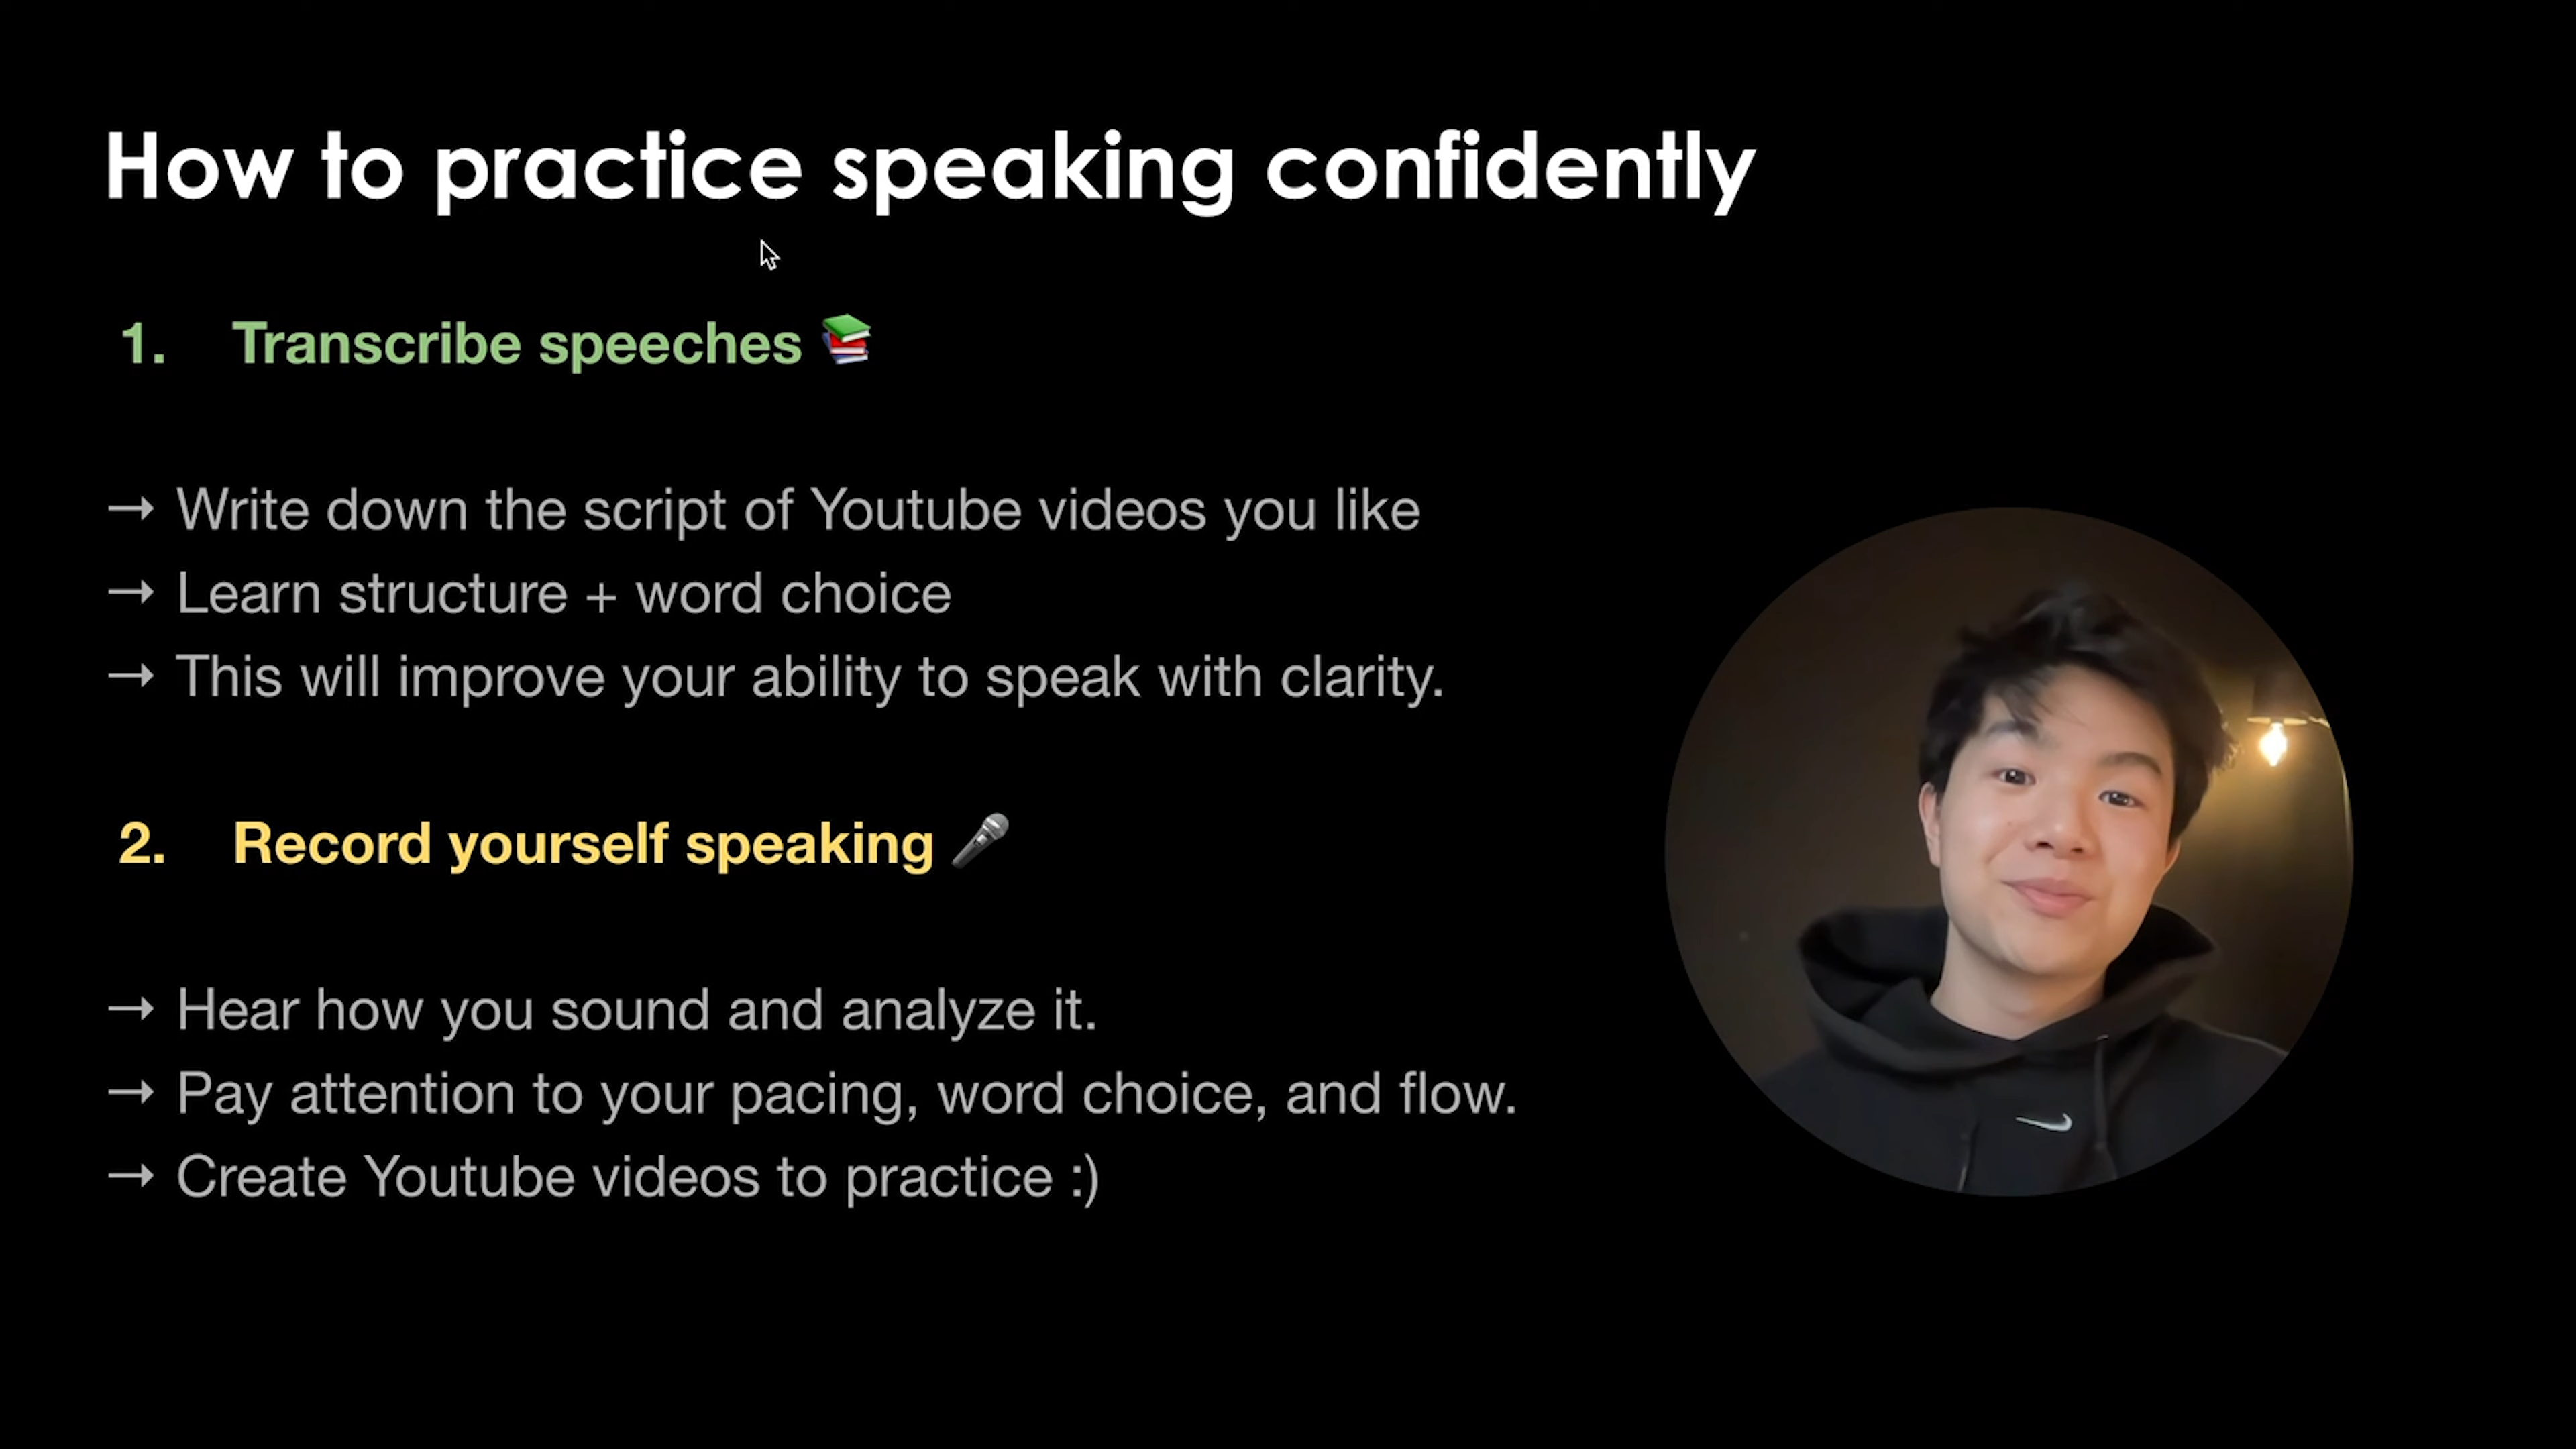 How to practice speaking confidently
1. Transcribe speeches 📚
→ Write down the script of Youtube videos you like
→ Learn structure + word choice
→ This will improve your ability to speak with clarity.
2. Record yourself speaking 🎤
→ Hear how you sound and analyze it.
→ Pay attention to your pacing, word choice, and flow.
→ Create Youtube videos to practice :)